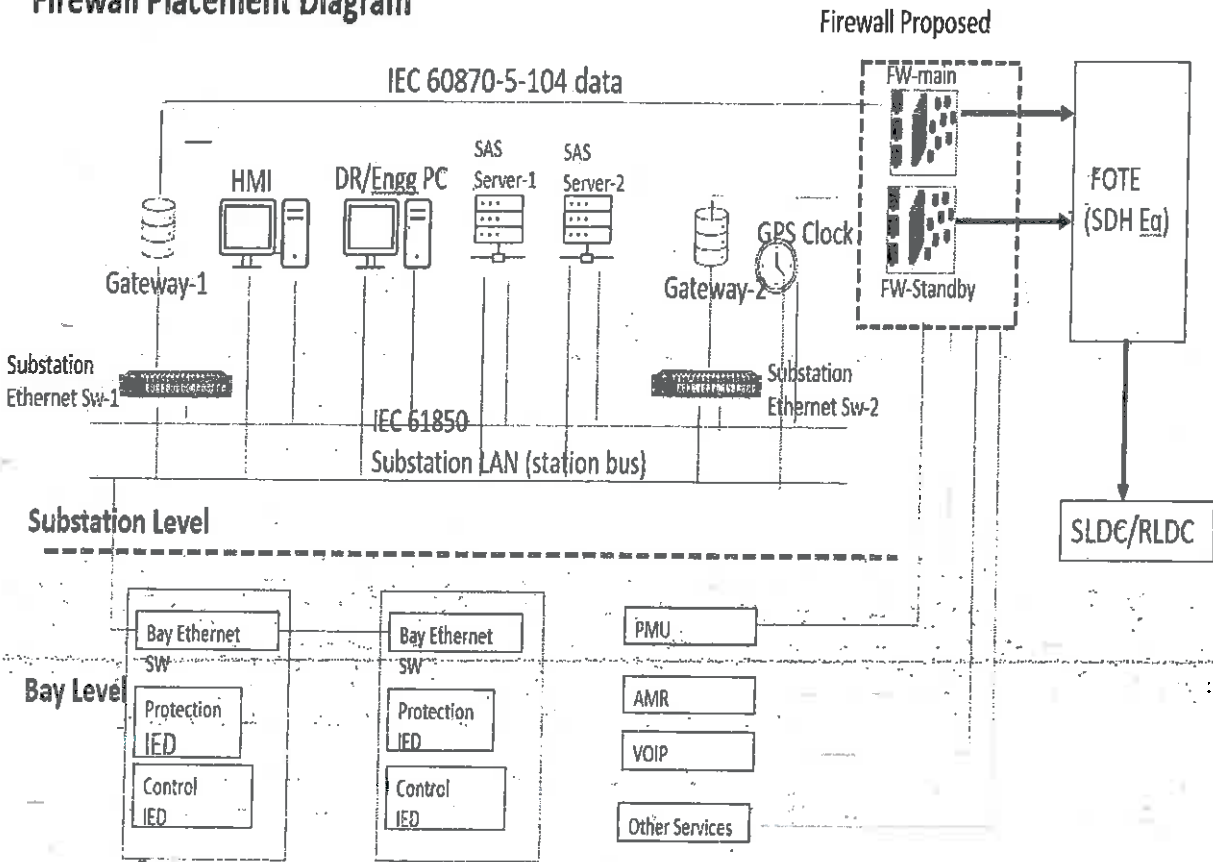 Firewall Placement Diagram
Firewall Proposed
IEC 60870-5-104 data
FW-main
FOTE
(SDH Eq)
FW-Standby
HMI
DR/Engg PC
SAS
Server-1
SAS
Server-2
GPS Clock
Gateway-1
Gateway-2
Substation
Ethernet Sw-1
Substation
Ethernet Sw-2
IEC 61850
Substation LAN (station bus)
Substation Level
SLDC/RLDC
Bay Ethernet
SW
Bay Ethernet
SW
PMU
Bay Level
Protection
IED
Protection
IED
AMR
VOIP
Control
IED
Control
IED
Other Services